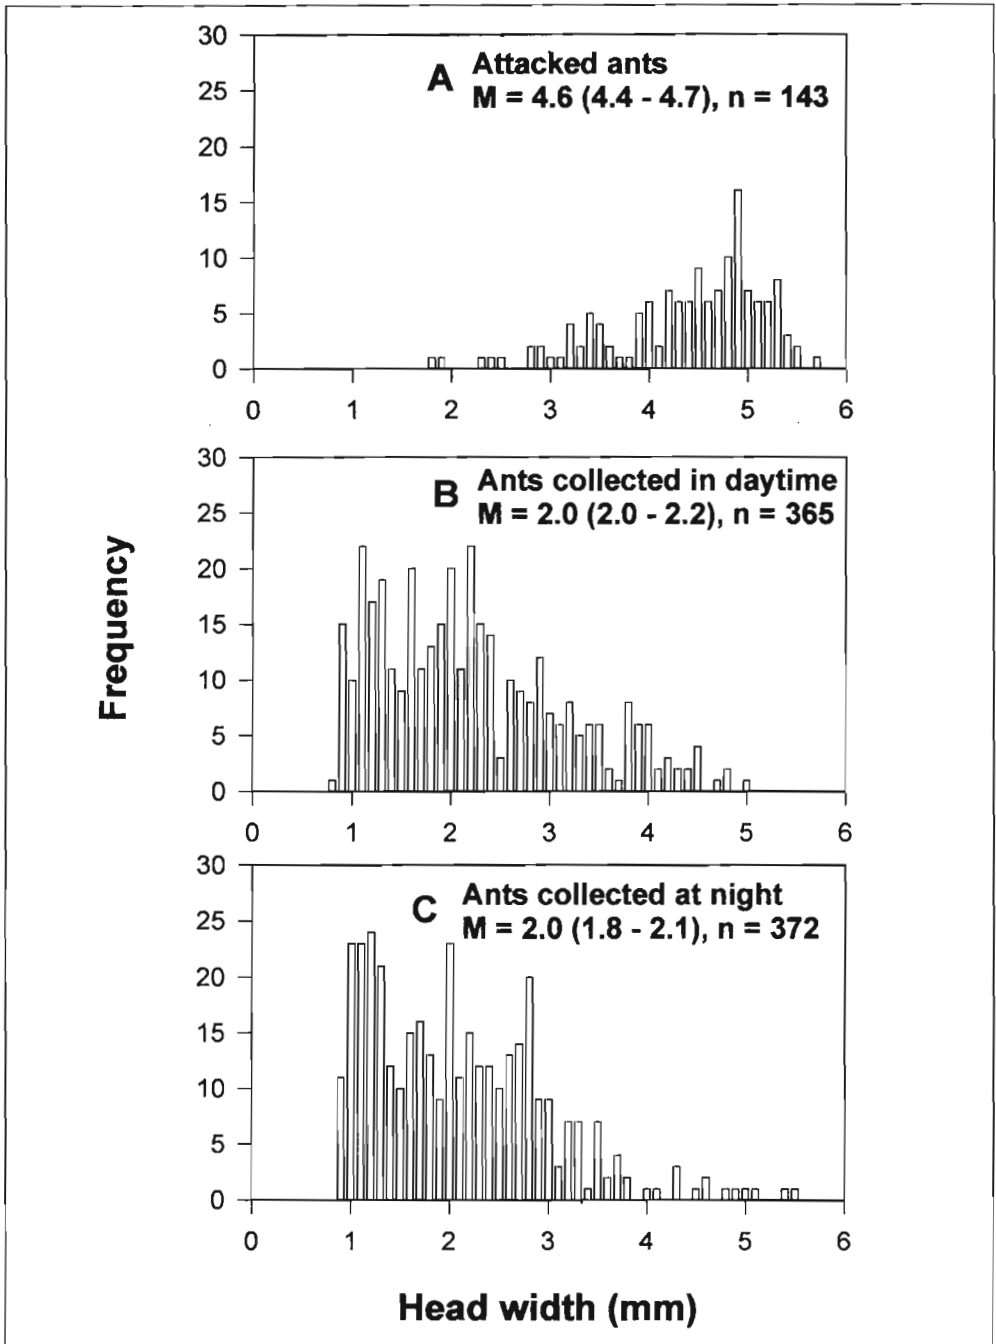 30
A Attacked ants
M = 4.6 (4.4 - 4.7), n = 143
25
20
15
10
5
0
0 1 2 3 4 5 6
30
B Ants collected in daytime
M = 2.0 (2.0 - 2.2), n = 365
25
20
15
10
5
0
0 1 2 3 4 5 6
Frequency
30
C Ants collected at night
M = 2.0 (1.8 - 2.1), n = 372
25
20
15
10
5
0
0 1 2 3 4 5 6
Head width (mm)